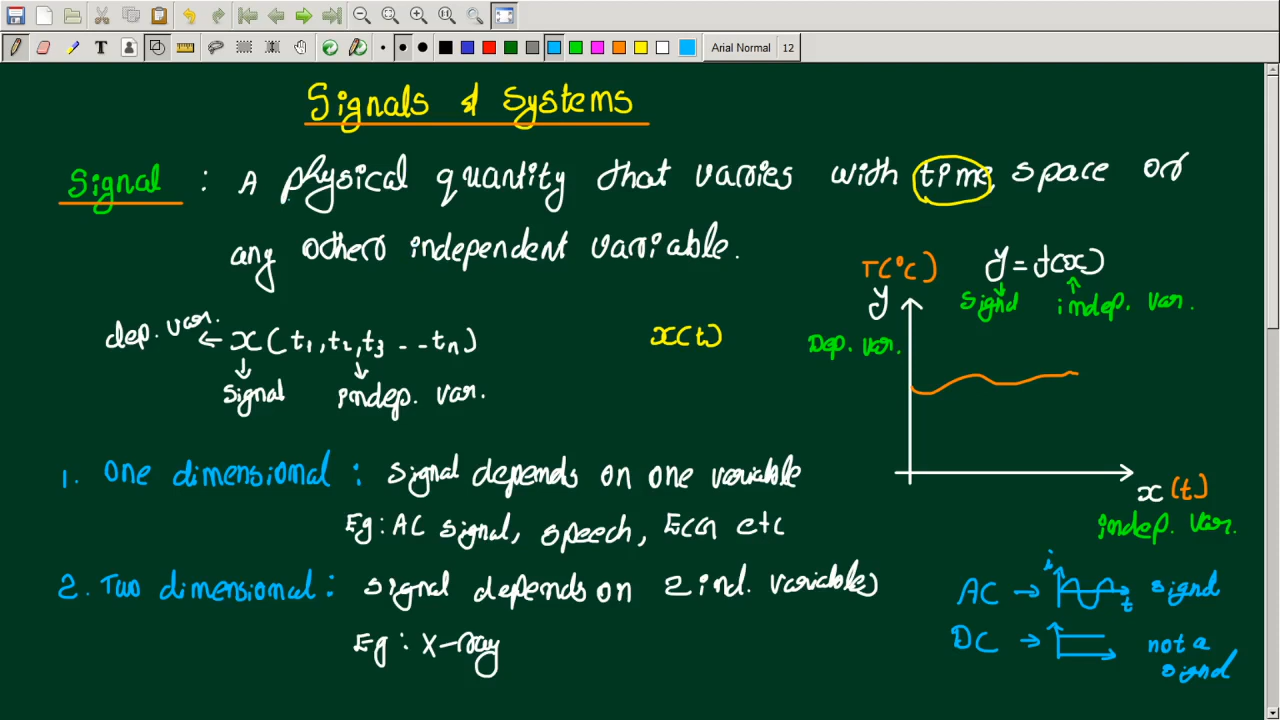 Arial Normal 12
Signals & Systems
Signal : A physical quantity that varies with time, space or
any other independent variable.
T(°C)
y = f(x)
y
signal indep. var.
Dep. var.
dep. var. ← x(t1, t2, t3 - - tn)
x(t)
signal indep. var.
1. One dimensional : signal depends on one variable
x (t)
Eg : AC signal, speech, ECG etc
indep. var.
2. Two dimensional : signal depends on 2 ind. variables
i
AC → t signal
Eg : X-ray
DC → not a
signal